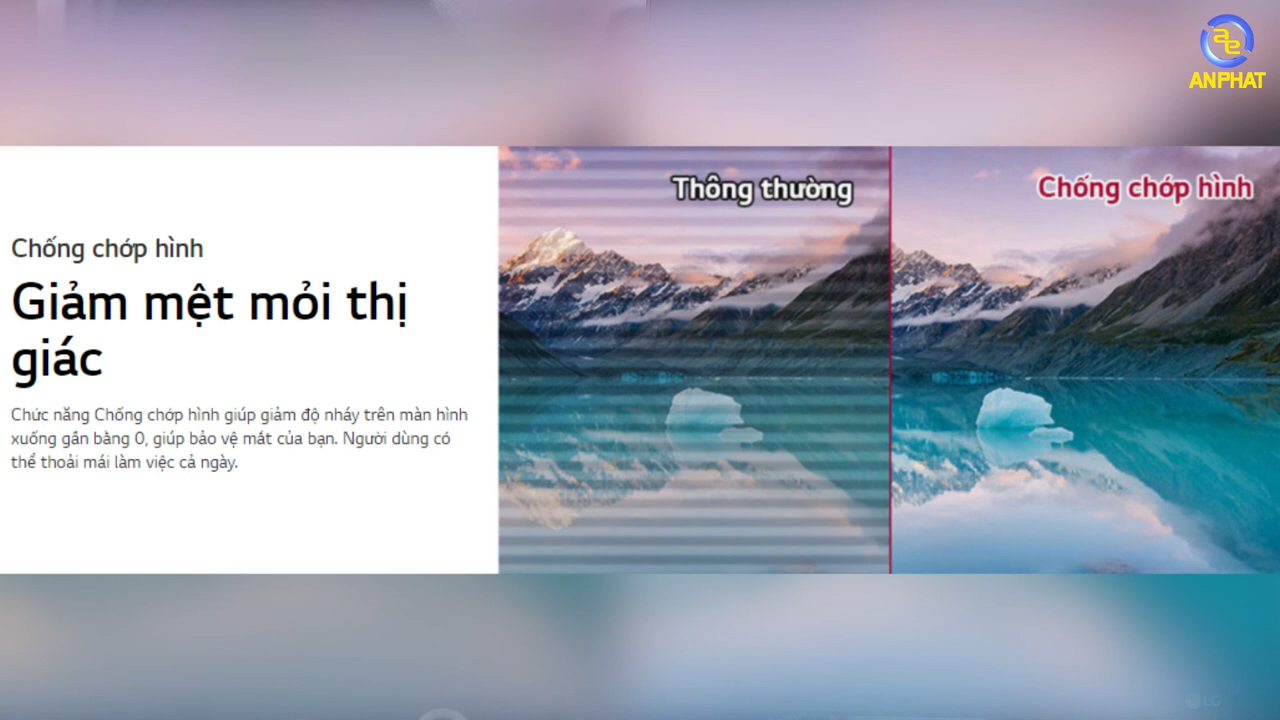 ANPHAT
Chống chớp hình
Giảm mệt mỏi thị
giác
Chức năng Chống chớp hình giúp giảm độ nháy trên màn hình
xuống gần bằng 0, giúp bảo vệ mắt của bạn. Người dùng có
thể thoải mái làm việc cả ngày.
Thông thường
Chống chớp hình
LG